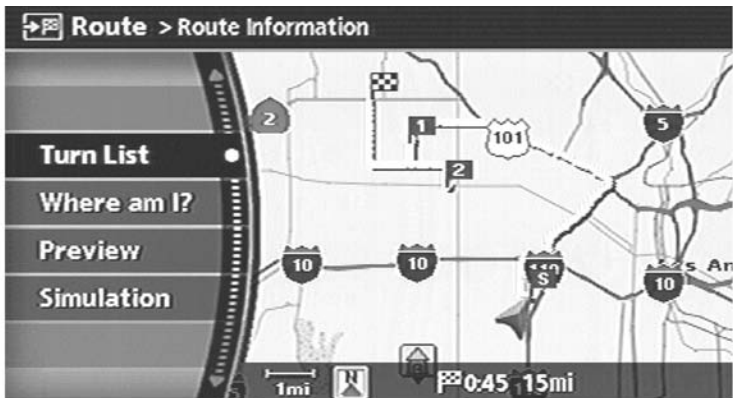 Route > Route Information
Turn List
Where am I?
Preview
Simulation
2
1
2
101
5
10
10
10
S
1mi
N
0:45 15mi